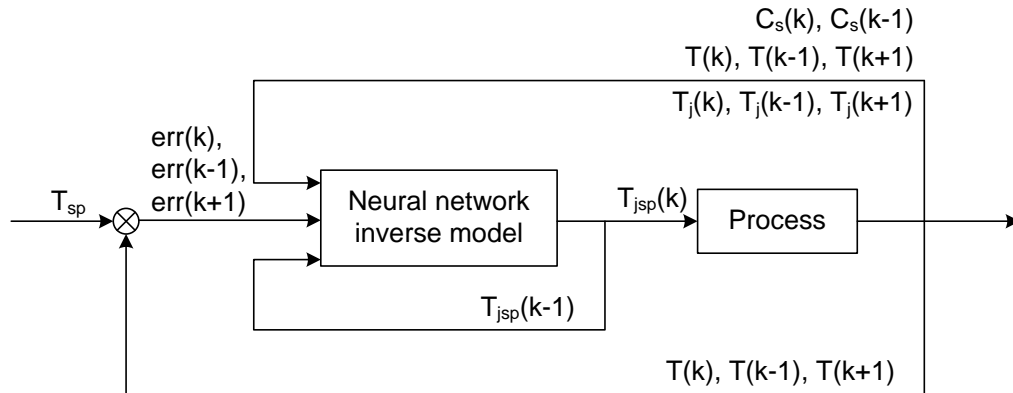 Cₛ(k), Cₛ(k-1)
T(k), T(k-1), T(k+1)
Tⱼ(k), Tⱼ(k-1), Tⱼ(k+1)
err(k),
err(k-1),
err(k+1)
Tₛₚ
Neural network
inverse model
Tⱼₛₚ(k)
Process
Tⱼₛₚ(k-1)
T(k), T(k-1), T(k+1)